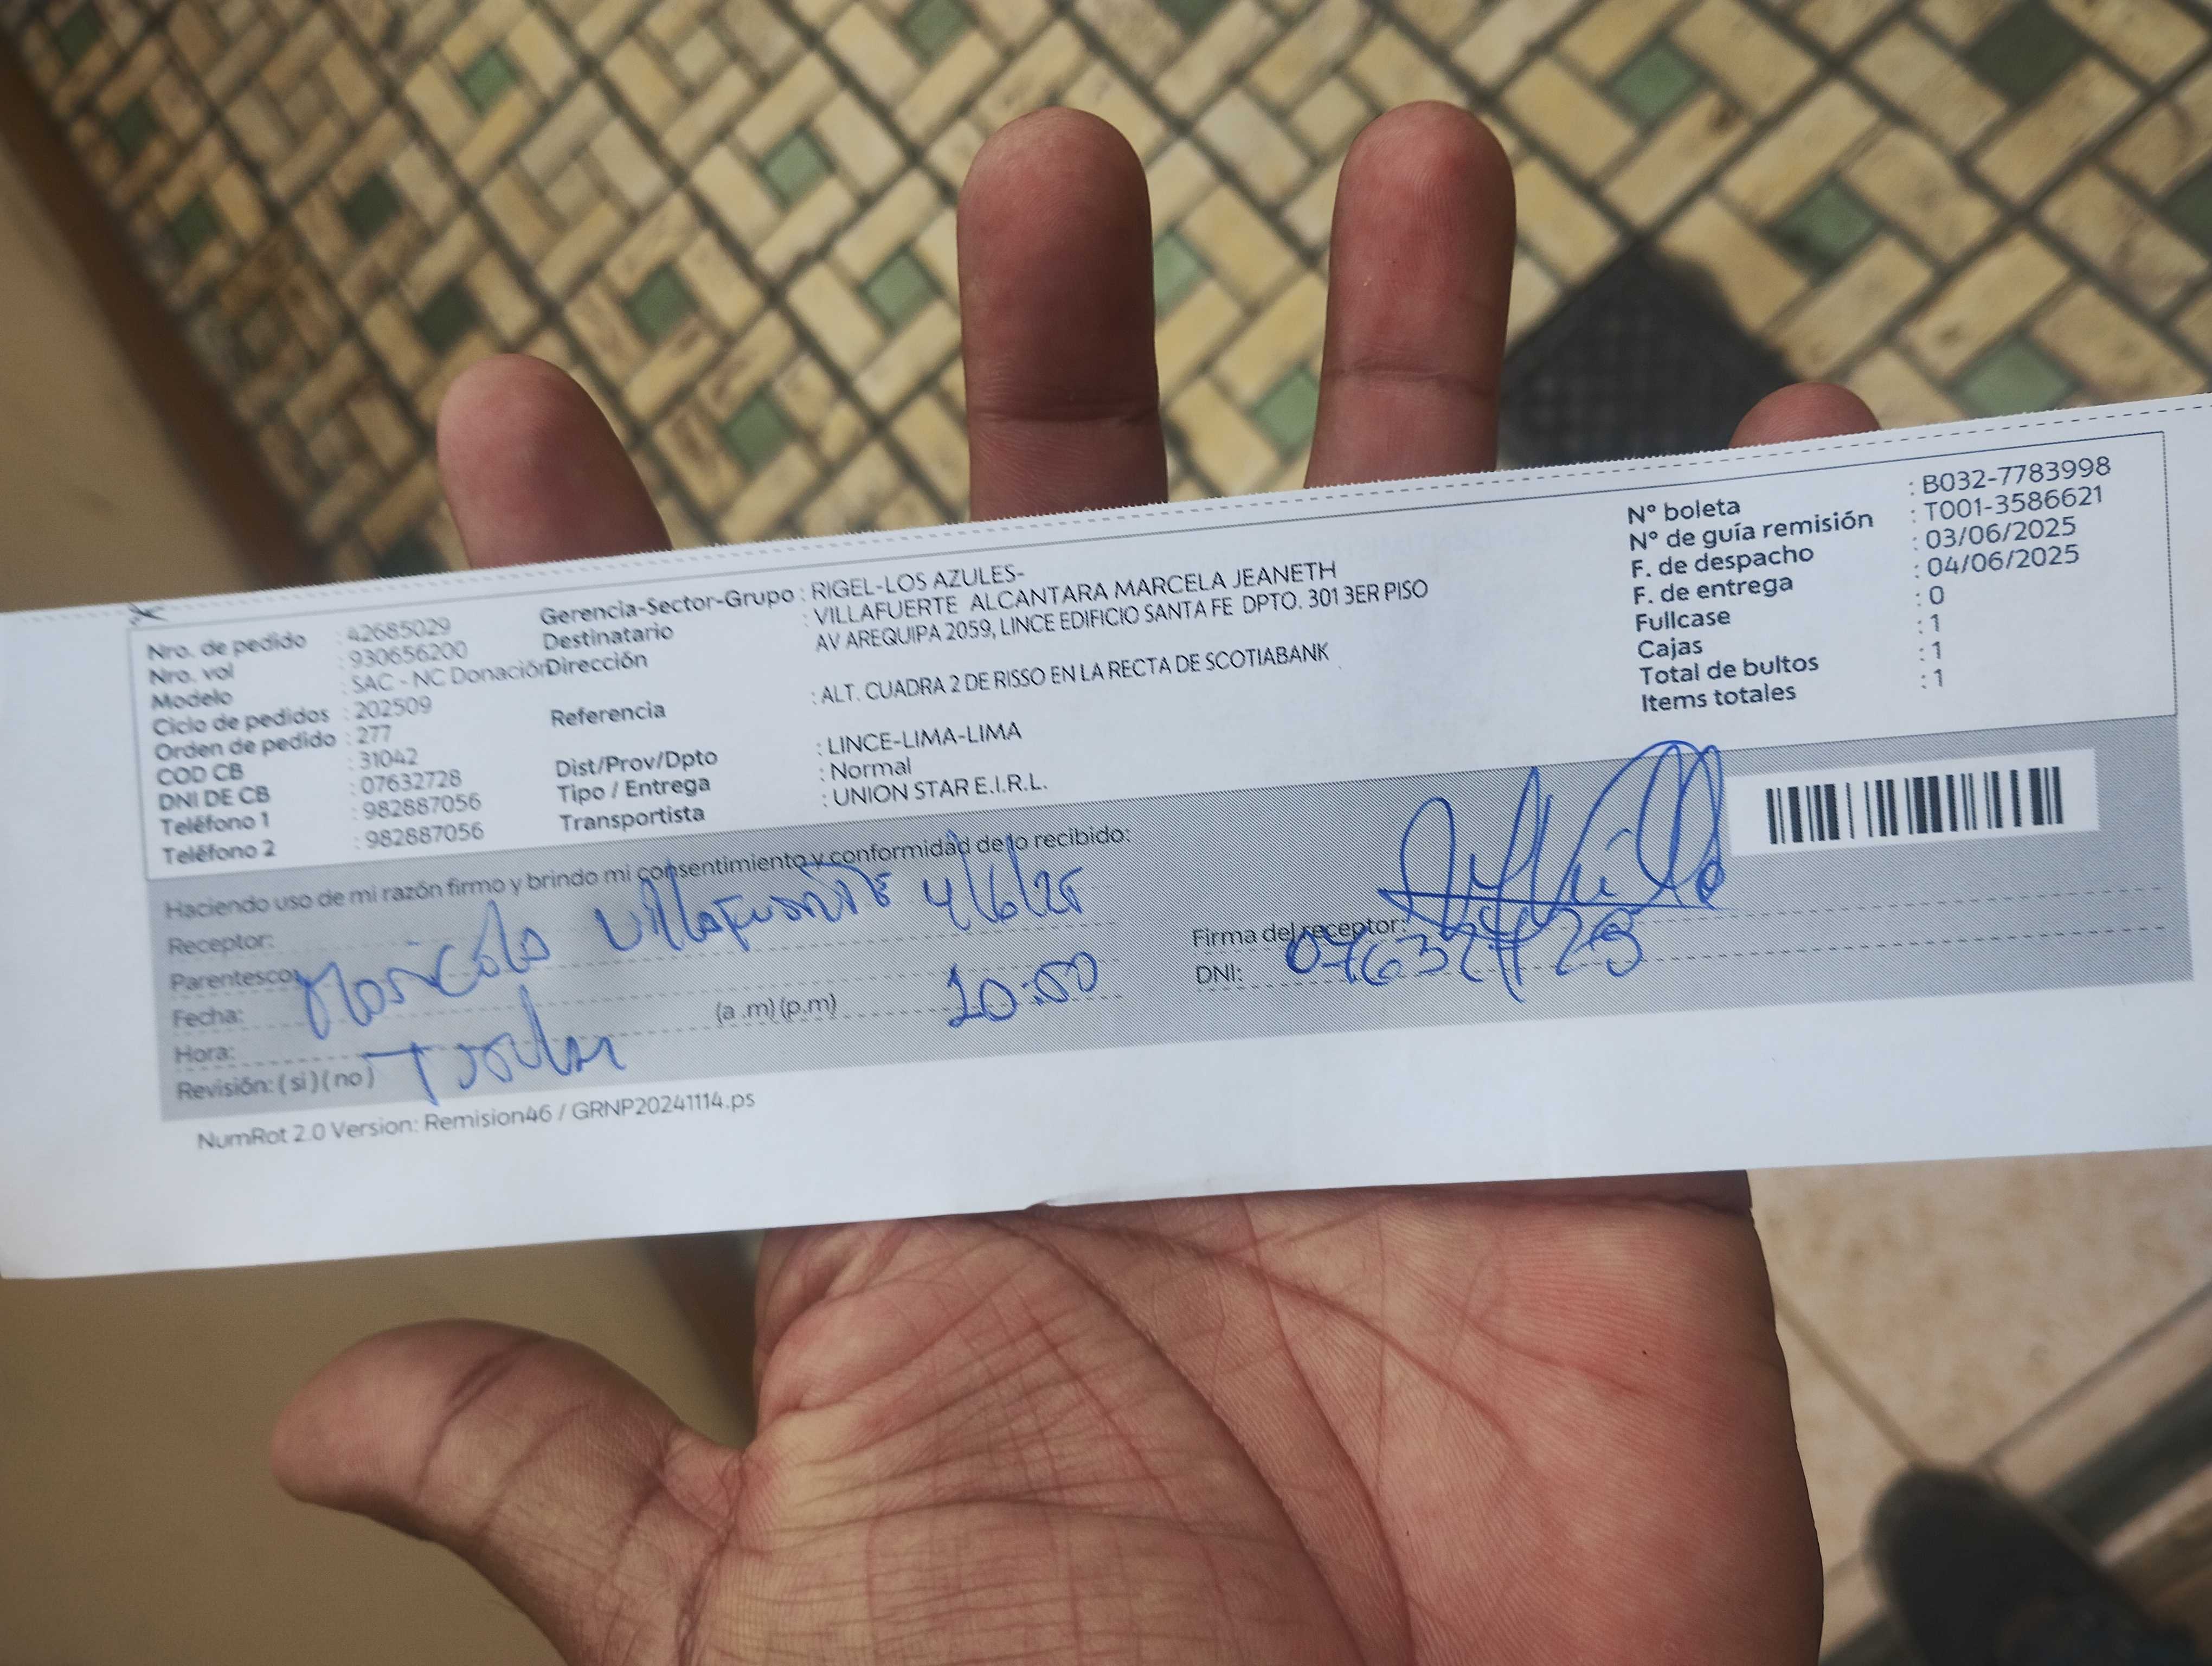 Nro. de pedido : 42685029
Nro. vol : 930656200
Modelo : SAC - NC Donación
Ciclo de pedidos : 202509
Orden de pedido : 277
COD CB : 31042
DNI DE CB : 07632728
Teléfono 1 : 982887056
Teléfono 2 : 982887056
Gerencia-Sector-Grupo : RIGEL-LOS AZULES-
Destinatario : VILLAFUERTE ALCANTARA MARCELA JEANETH
Dirección AV AREQUIPA 2059, LINCE EDIFICIO SANTA FE DPTO. 301 3ER PISO
Referencia : ALT. CUADRA 2 DE RISSO EN LA RECTA DE SCOTIABANK
Dist/Prov/Dpto : LINCE-LIMA-LIMA
Tipo / Entrega : Normal
Transportista : UNION STAR E.I.R.L.
N° boleta : B032-7783998
N° de guía remisión : T001-3586621
F. de despacho : 03/06/2025
F. de entrega : 04/06/2025
Fullcase : 0
Cajas : 1
Total de bultos : 1
Items totales : 1
Haciendo uso de mi razón firmo y brindo mi consentimiento y conformidad de lo recibido:
Receptor:
Parentesco: Villafuerte 4/6/25
Fecha:
Hora: (a .m) (p.m) 10:50
Revisión: ( si ) ( no )
Firma del receptor:
DNI:
NumRot 2.0 Version: Remision46 / GRNP20241114.ps